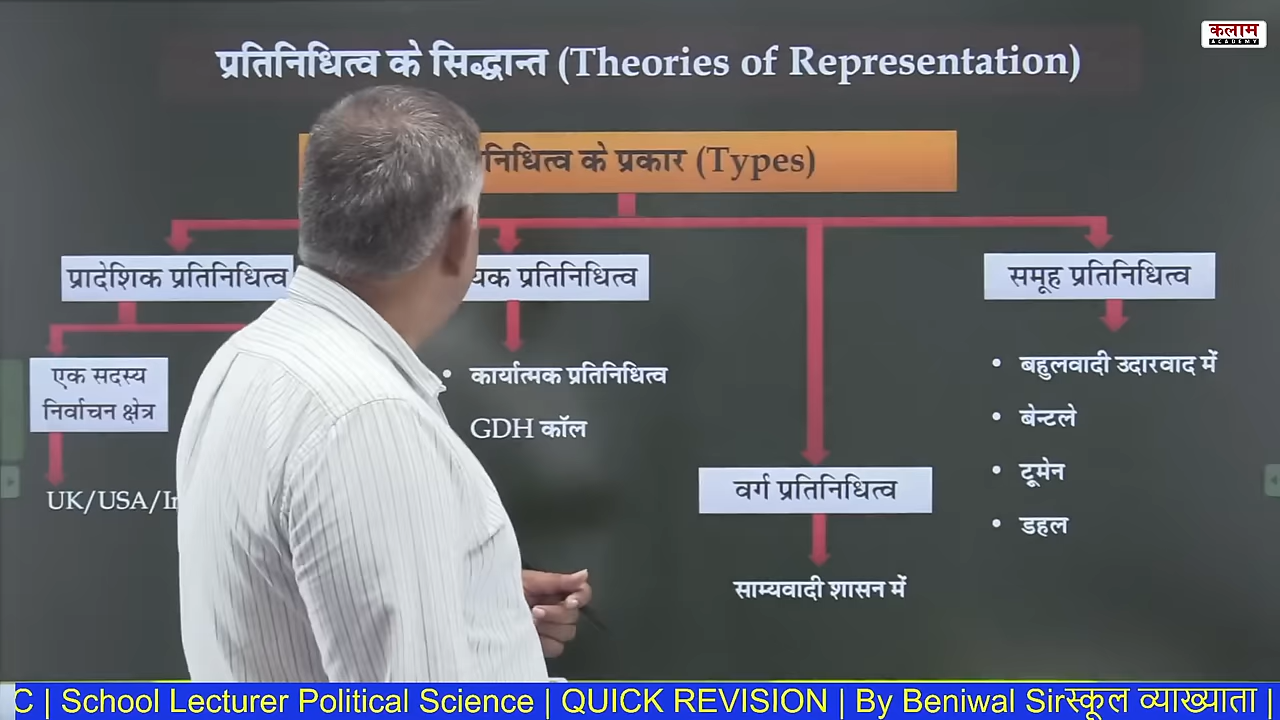 कलाम
ACADEMY
प्रतिनिधित्व के सिद्धान्त (Theories of Representation)
के प्रकार (Types)
प्रादेशिक प्रतिनिधित्व
प्रतिनिधित्व
समूह प्रतिनिधित्व
एक सदस्य
निर्वाचन क्षेत्र
UK/USA/
• कार्यात्मक प्रतिनिधित्व
GDH कॉल
वर्ग प्रतिनिधित्व
साम्यवादी शासन में
• बहुलवादी उदारवाद में
• बेन्टले
• टूमेन
• डहल
C | School Lecturer Political Science | QUICK REVISION | By Beniwal Sirस्कूल व्याख्याता |